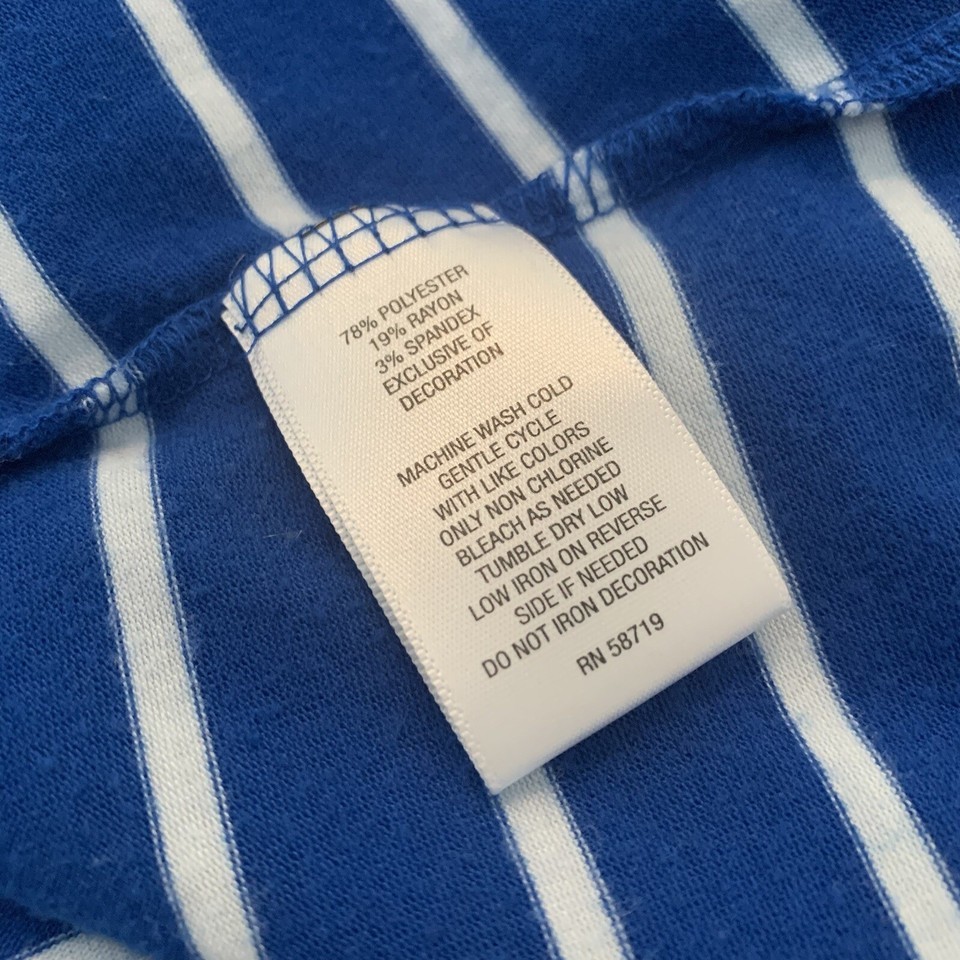 78% POLYESTER
19% RAYON
3% SPANDEX
EXCLUSIVE OF
DECORATION
MACHINE WASH COLD
GENTLE CYCLE
WITH LIKE COLORS
ONLY NON CHLORINE
BLEACH AS NEEDED
TUMBLE DRY LOW
LOW IRON ON REVERSE
SIDE IF NEEDED
DO NOT IRON DECORATION
RN 58719